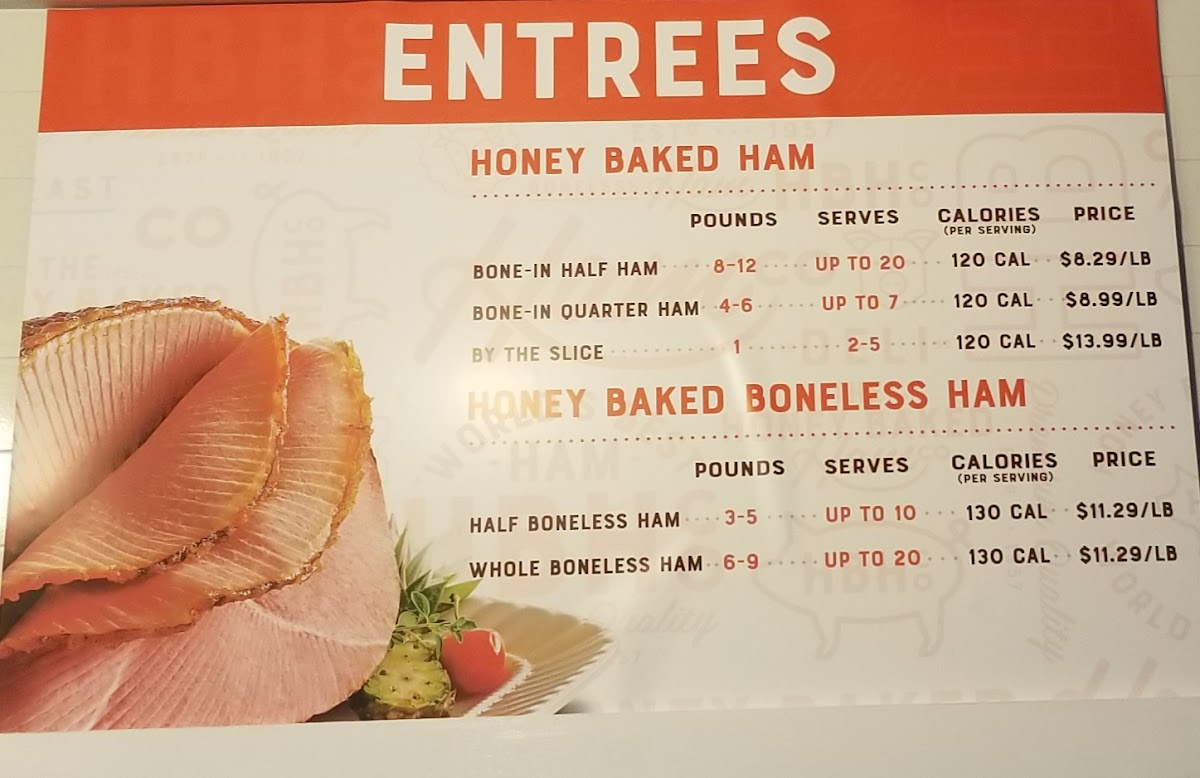 ENTREES
HONEY BAKED HAM
POUNDS SERVES CALORIES PRICE
(PER SERVING)
BONE-IN HALF HAM 8-12 UP TO 20 120 CAL $8.29/LB
BONE-IN QUARTER HAM 4-6 UP TO 7 120 CAL $8.99/LB
BY THE SLICE 1 2-5 120 CAL $13.99/LB
HONEY BAKED BONELESS HAM
POUNDS SERVES CALORIES PRICE
(PER SERVING)
HALF BONELESS HAM 3-5 UP TO 10 130 CAL $11.29/LB
WHOLE BONELESS HAM 6-9 UP TO 20 130 CAL $11.29/LB